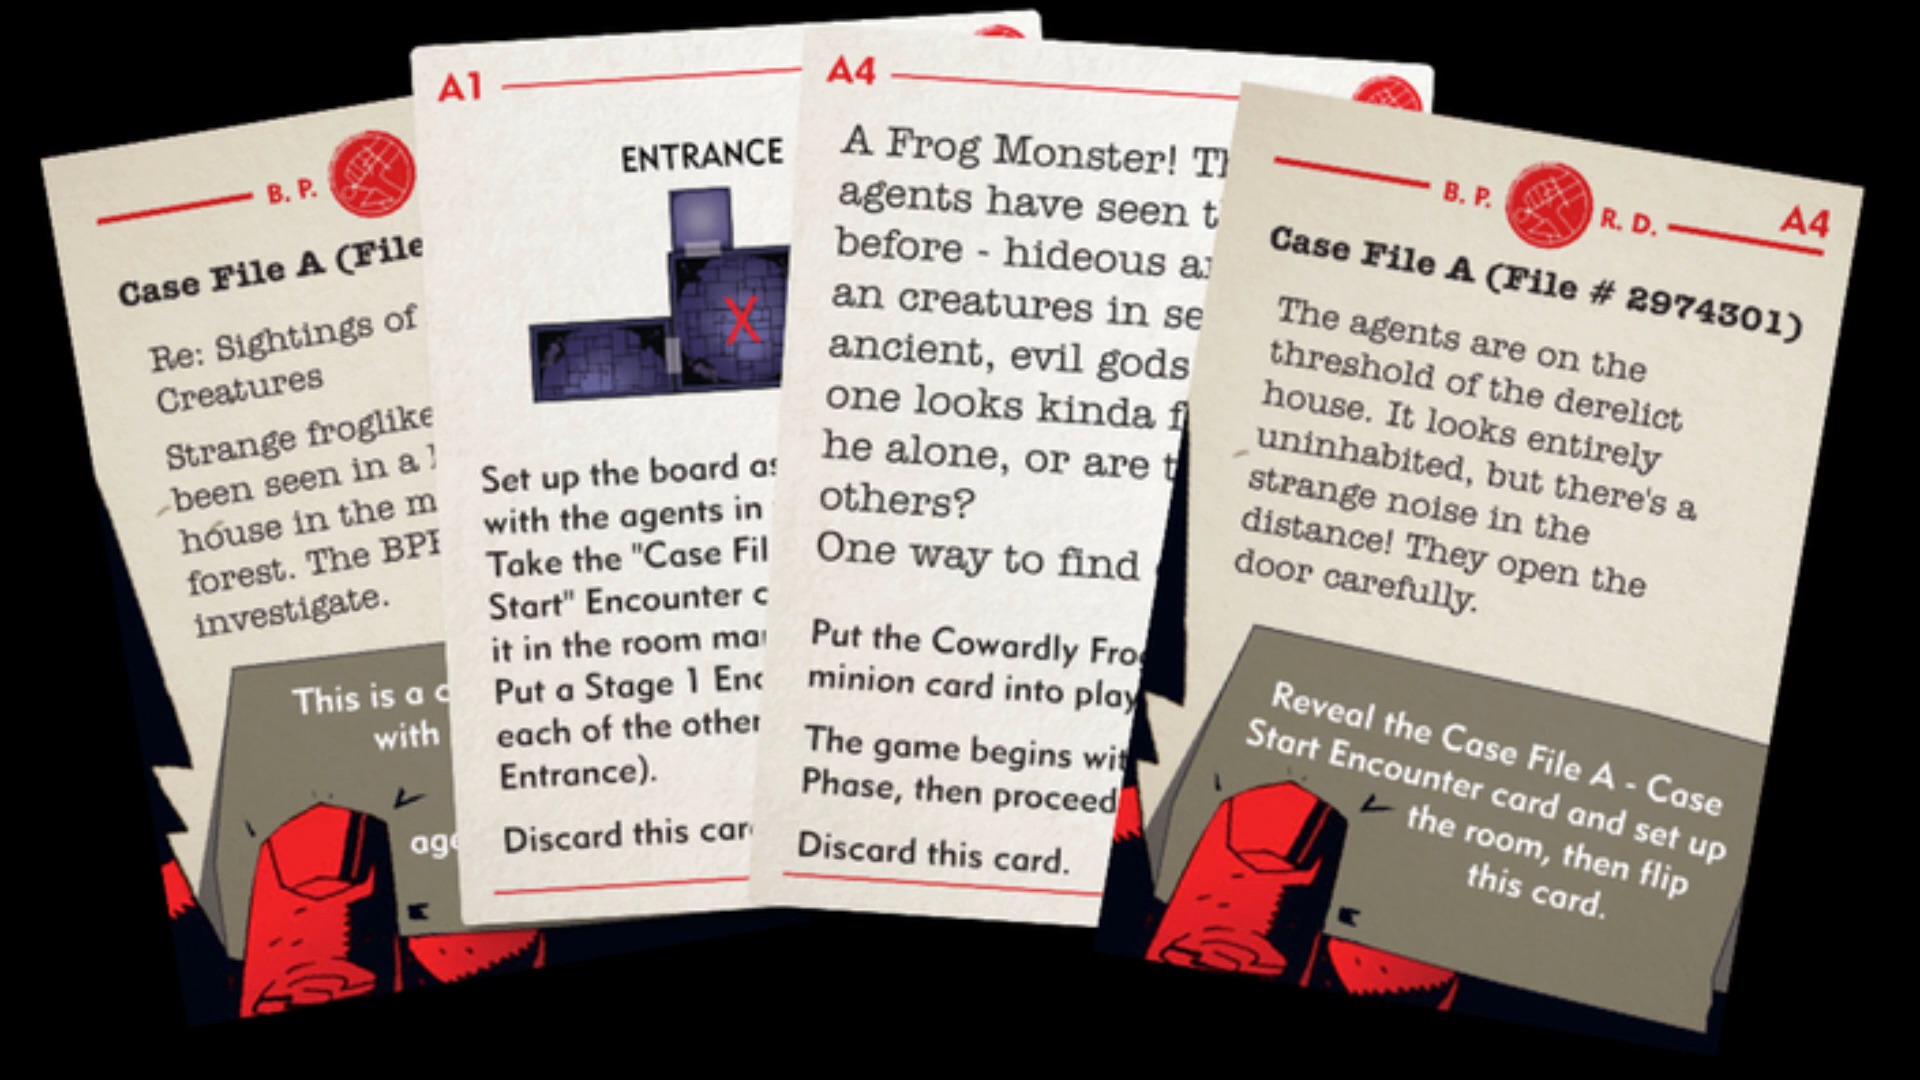 B. P.
Case File A (File
Re: Sightings of
Creatures
Strange froglike
been seen in a
house in the m
forest. The BPR
investigate.
This is a c
with
age
A1
ENTRANCE
X
Set up the board as
with the agents in
Take the "Case Fil
Start" Encounter c
it in the room mar
Put a Stage 1 Enc
each of the other
Entrance).
Discard this car
A4
A Frog Monster! Th
agents have seen t
before - hideous a
an creatures in se
ancient, evil gods
one looks kinda f
he alone, or are t
others?
One way to find
Put the Cowardly Frog
minion card into play
The game begins wit
Phase, then proceed
Discard this card.
B. P. R. D. A4
Case File A (File # 2974301)
The agents are on the
threshold of the derelict
house. It looks entirely
uninhabited, but there's a
strange noise in the
distance! They open the
door carefully.
Reveal the Case File A - Case
Start Encounter card and set up
the room, then flip
this card.